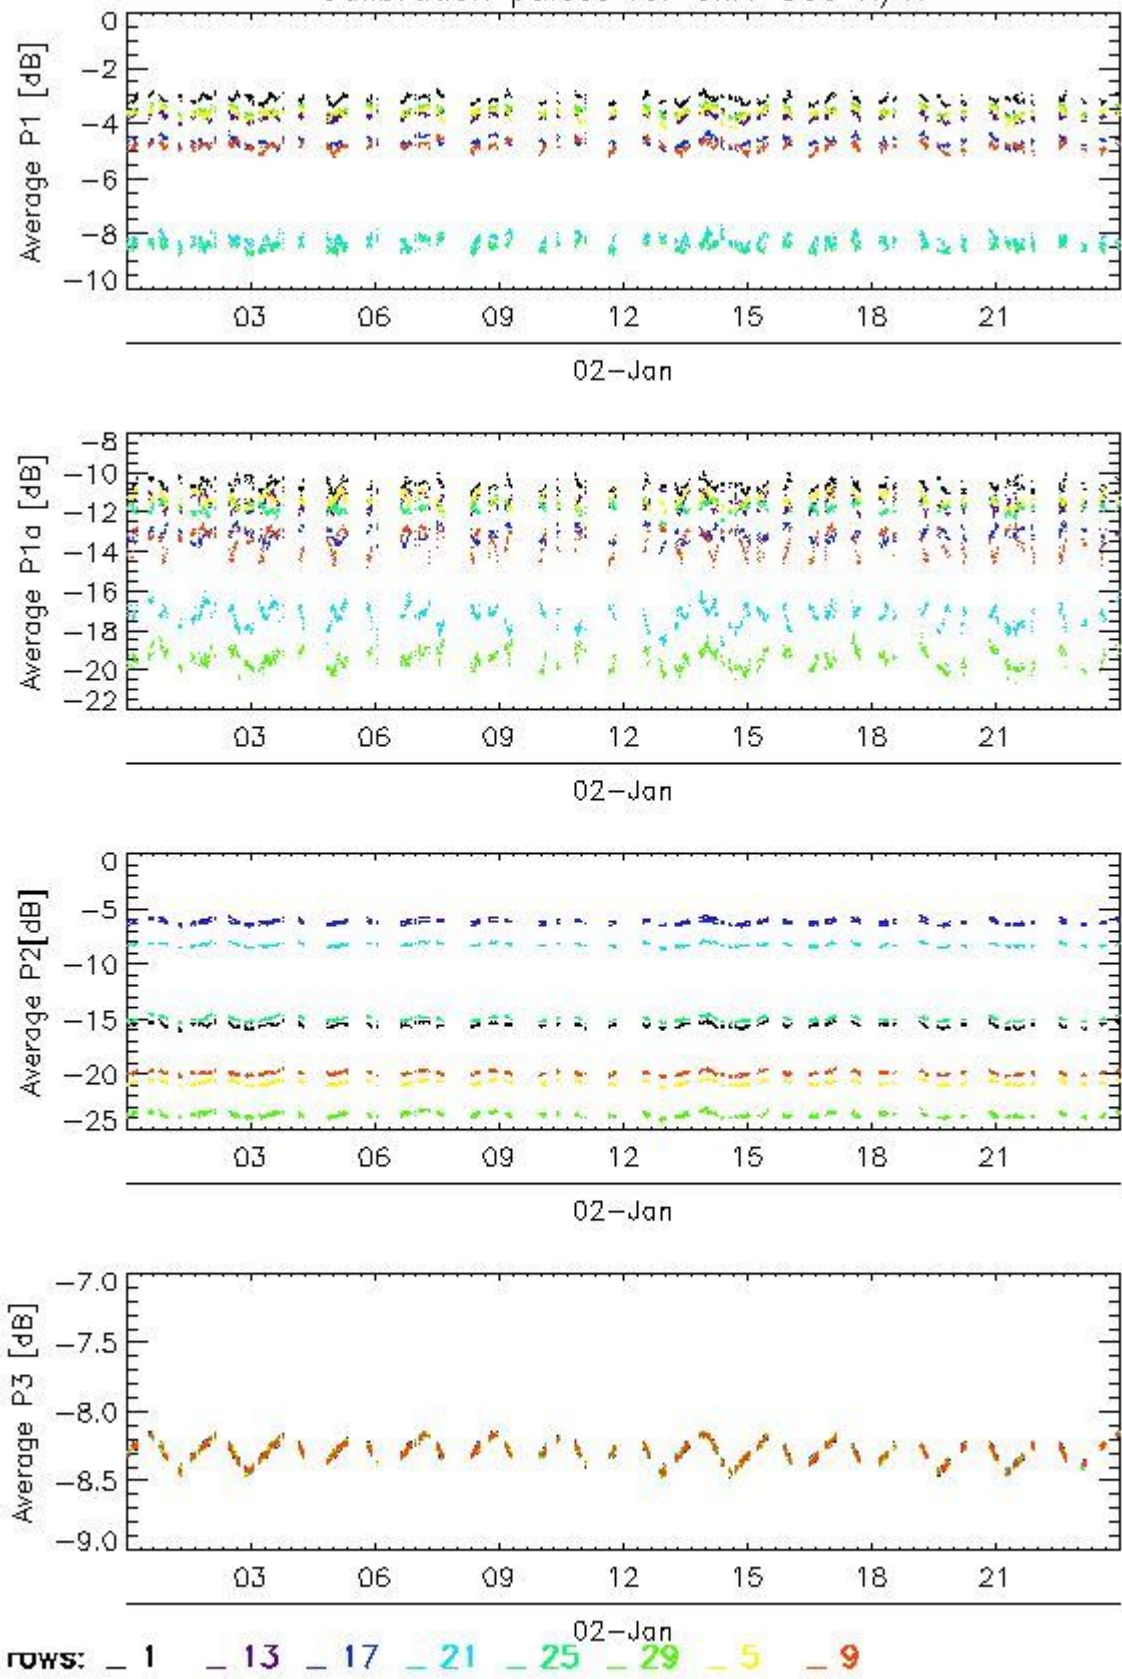 Average P1 [dB]
0
-2
-4
-6
-8
-10
03 06 09 12 15 18 21
02-Jan
Average P1a [dB]
-8
-10
-12
-14
-16
-18
-20
-22
03 06 09 12 15 18 21
02-Jan
Average P2[dB]
0
-5
-10
-15
-20
-25
03 06 09 12 15 18 21
02-Jan
Average P3 [dB]
-7.0
-7.5
-8.0
-8.5
-9.0
03 06 09 12 15 18 21
02-Jan
rows: _ 1 _ 13 _ 17 _ 21 _ 25 _ 29 _ 5 _ 9